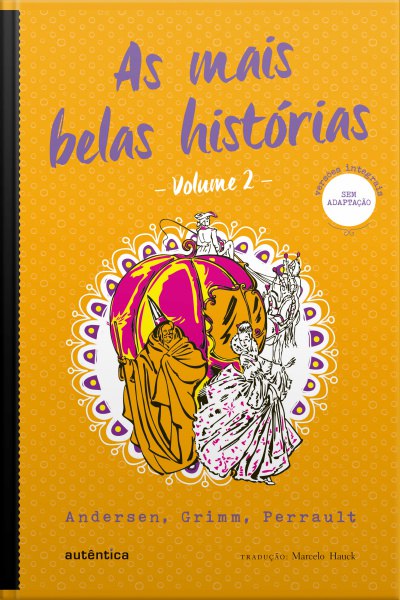 As mais
belas histórias
– Volume 2 –
versões integrais
SEM
ADAPTAÇÃO
Andersen, Grimm, Perrault
autêntica
TRADUÇÃO: Marcelo Hauck